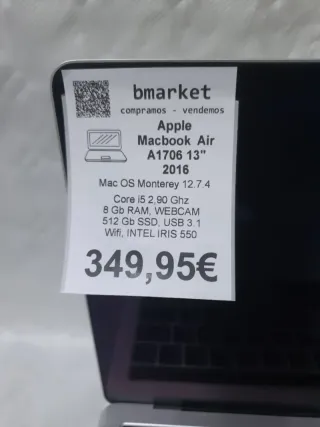 bmarket
compramos - vendemos
Apple
Macbook Air
A1706 13"
2016
Mac OS Monterey 12.7.4
Core i5 2,90 Ghz
8 Gb RAM, WEBCAM
512 Gb SSD, USB 3.1
Wifi, INTEL IRIS 550
349,95€